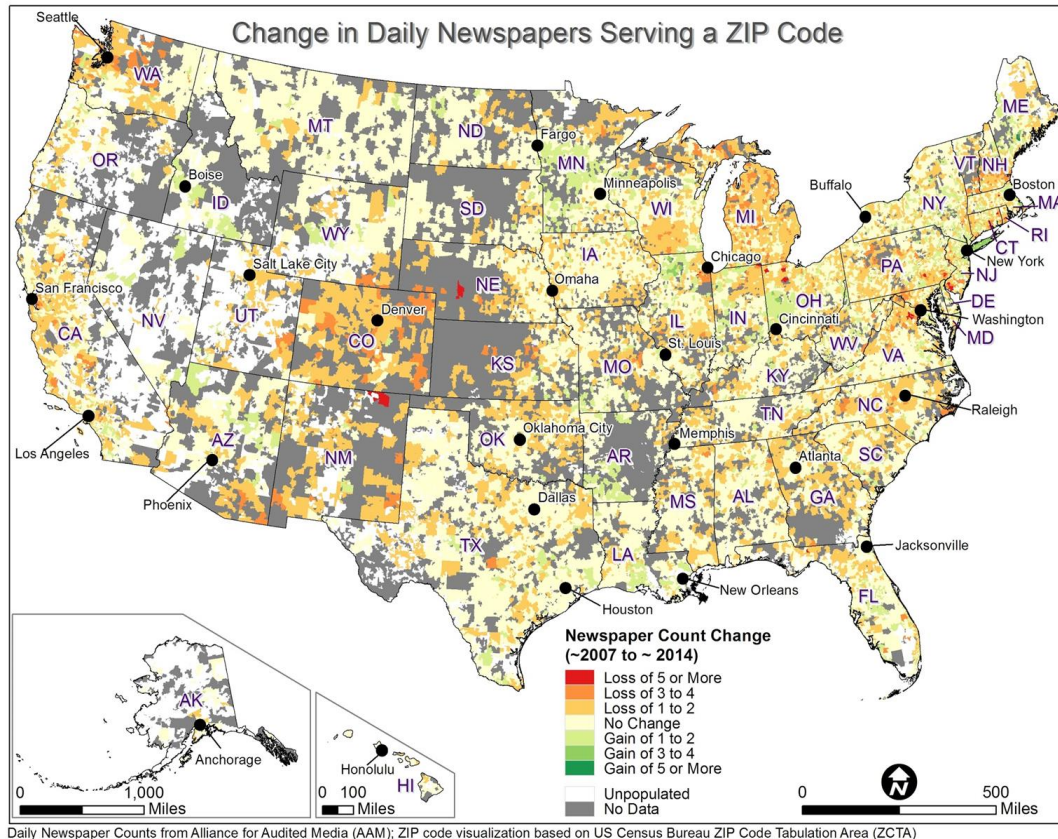 Change in Daily Newspapers Serving a ZIP Code
Seattle
WA
MT
ND
Fargo
MN
ME
VT
NH
OR
Boise
ID
SD
Minneapolis
WI
MI
Buffalo
NY
Boston
MA
WY
RI
CT
New York
Salt Lake City
NE
IA
Omaha
Chicago
PA
NJ
San Francisco
NV
UT
Denver
CO
IL
IN
OH
Cincinnati
DE
Washington
MD
CA
KS
MO
St. Louis
WV
VA
KY
Los Angeles
AZ
NM
OK
Oklahoma City
TN
NC
Raleigh
Memphis
AR
SC
Phoenix
Dallas
MS
AL
Atlanta
GA
TX
LA
Jacksonville
Houston
New Orleans
FL
AK
Anchorage
0 1,000
Miles
Honolulu
HI
0 100
Miles
Newspaper Count Change
(~2007 to ~ 2014)
Loss of 5 or More
Loss of 3 to 4
Loss of 1 to 2
No Change
Gain of 1 to 2
Gain of 3 to 4
Gain of 5 or More
Unpopulated
No Data
N
0 500
Miles
Daily Newspaper Counts from Alliance for Audited Media (AAM); ZIP code visualization based on US Census Bureau ZIP Code Tabulation Area (ZCTA)